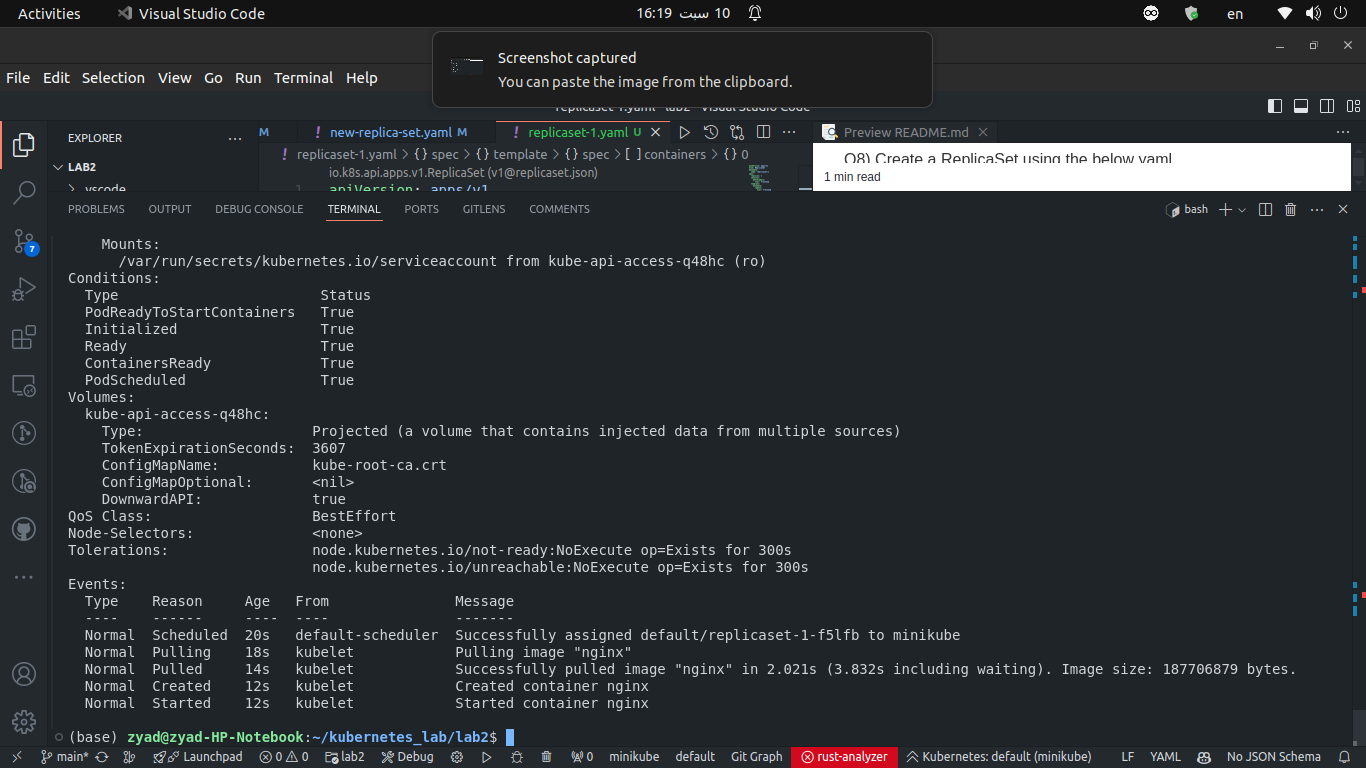 Activities
Visual Studio Code
10 سبت 16:19
en
Screenshot captured
You can paste the image from the clipboard.
File Edit Selection View Go Run Terminal Help
replicaset-1.yaml - lab2 - Visual Studio Code
EXPLORER
LAB2
vscode
M
! new-replica-set.yaml M
! replicaset-1.yaml U
Preview README.md
! replicaset-1.yaml > {} spec > {} template > {} spec > [ ] containers > {} 0
io.k8s.api.apps.v1.ReplicaSet (v1@replicaset.json)
1 apiVersion: apps/v1
Q8) Create a ReplicaSet using the below yaml
1 min read
PROBLEMS OUTPUT DEBUG CONSOLE TERMINAL PORTS GITLENS COMMENTS
bash
7
Mounts:
/var/run/secrets/kubernetes.io/serviceaccount from kube-api-access-q48hc (ro)
Conditions:
Type Status
PodReadyToStartContainers True
Initialized True
Ready True
ContainersReady True
PodScheduled True
Volumes:
kube-api-access-q48hc:
Type: Projected (a volume that contains injected data from multiple sources)
TokenExpirationSeconds: 3607
ConfigMapName: kube-root-ca.crt
ConfigMapOptional: <nil>
DownwardAPI: true
QoS Class: BestEffort
Node-Selectors: <none>
Tolerations: node.kubernetes.io/not-ready:NoExecute op=Exists for 300s
node.kubernetes.io/unreachable:NoExecute op=Exists for 300s
Events:
Type Reason Age From Message
---- ------ ---- ---- -------
Normal Scheduled 20s default-scheduler Successfully assigned default/replicaset-1-f5lfb to minikube
Normal Pulling 18s kubelet Pulling image "nginx"
Normal Pulled 14s kubelet Successfully pulled image "nginx" in 2.021s (3.832s including waiting). Image size: 187706879 bytes.
Normal Created 12s kubelet Created container nginx
Normal Started 12s kubelet Started container nginx
(base) zyad@zyad-HP-Notebook:~/kubernetes_lab/lab2$
main* Launchpad 0 0 lab2 Debug 0 minikube default Git Graph rust-analyzer Kubernetes: default (minikube) LF YAML No JSON Schema